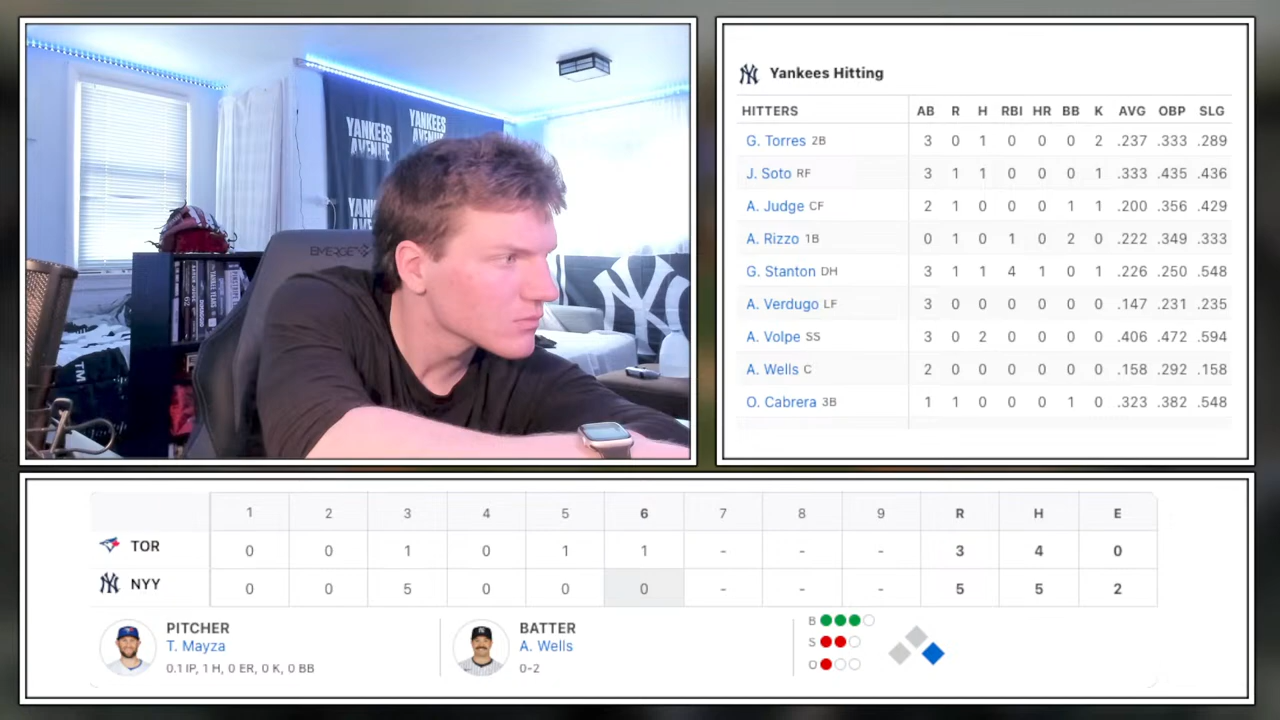 YANKEES AVENUE
YANKEES AVENUE
YANK
EMERGE
Yankees Hitting
HITTERS AB R H RBI HR BB K AVG OBP SLG
G. Torres 2B 3 0 1 0 0 0 2 .237 .333 .289
J. Soto RF 3 1 1 0 0 0 1 .333 .435 .436
A. Judge CF 2 1 0 0 0 1 1 .200 .356 .429
A. Rizzo 1B 0 1 0 1 0 2 0 .222 .349 .333
G. Stanton DH 3 1 1 4 1 0 1 .226 .250 .548
A. Verdugo LF 3 0 0 0 0 0 0 .147 .231 .235
A. Volpe SS 3 0 2 0 0 0 0 .406 .472 .594
A. Wells C 2 0 0 0 0 0 0 .158 .292 .158
O. Cabrera 3B 1 1 0 0 0 1 0 .323 .382 .548
1 2 3 4 5 6 7 8 9 R H E
TOR 0 0 1 0 1 1 - - - 3 4 0
NYY 0 0 5 0 0 0 - - - 5 5 2
PITCHER
T. Mayza
0.1 IP, 1 H, 0 ER, 0 K, 0 BB
BATTER
A. Wells
0-2
B
S
O